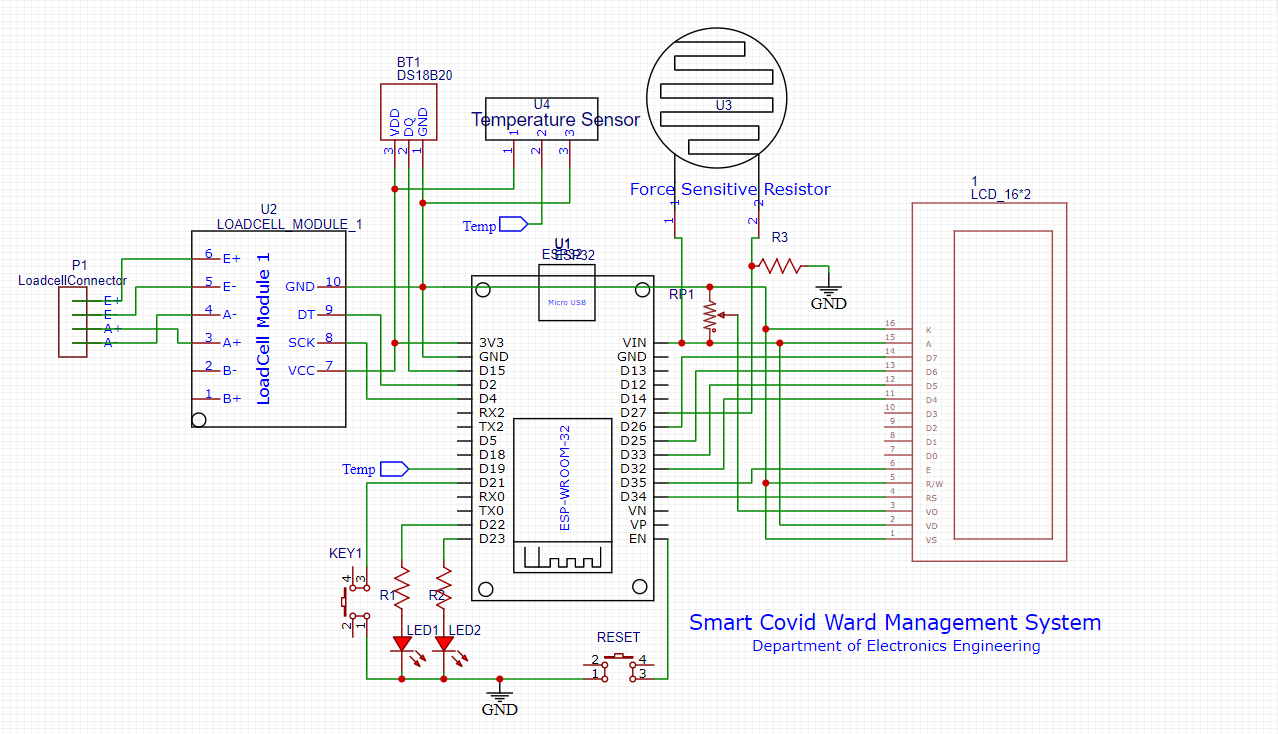 BT1
DS18B20
VDD
DQ
GND
3
2
1
U4
Temperature Sensor
1
2
3
1
2
3
U3
Force Sensitive Resistor
1
2
1
2
Temp
1
LCD_16*2
U2
LOADCELL_MODULE_1
LoadCell Module 1
6 E+
5 E-
4 A-
3 A+
2 B-
1 B+
GND 10
DT 9
SCK 8
VCC 7
P1
LoadcellConnector
E+
E-
A+
A-
U1
ESP32
ESP32
Micro USB
R3
GND
RP1
3V3 VIN
GND GND
D15 D13
D2 D12
D4 D14
RX2 D27
TX2 D26
D5 D25
D18 D33
D19 D32
D21 D35
RX0 D34
TX0 VN
D22 VP
D23 EN
ESP-WROOM-32
16 K
15 A
14 D7
13 D6
12 D5
11 D4
10 D3
9 D2
8 D1
7 D0
6 E
5 R/W
4 RS
3 VO
2 VD
1 VS
Temp
KEY1
4 3
2 1
R1
R2
LED1
LED2
RESET
2 4
1 3
GND
Smart Covid Ward Management System
Department of Electronics Engineering